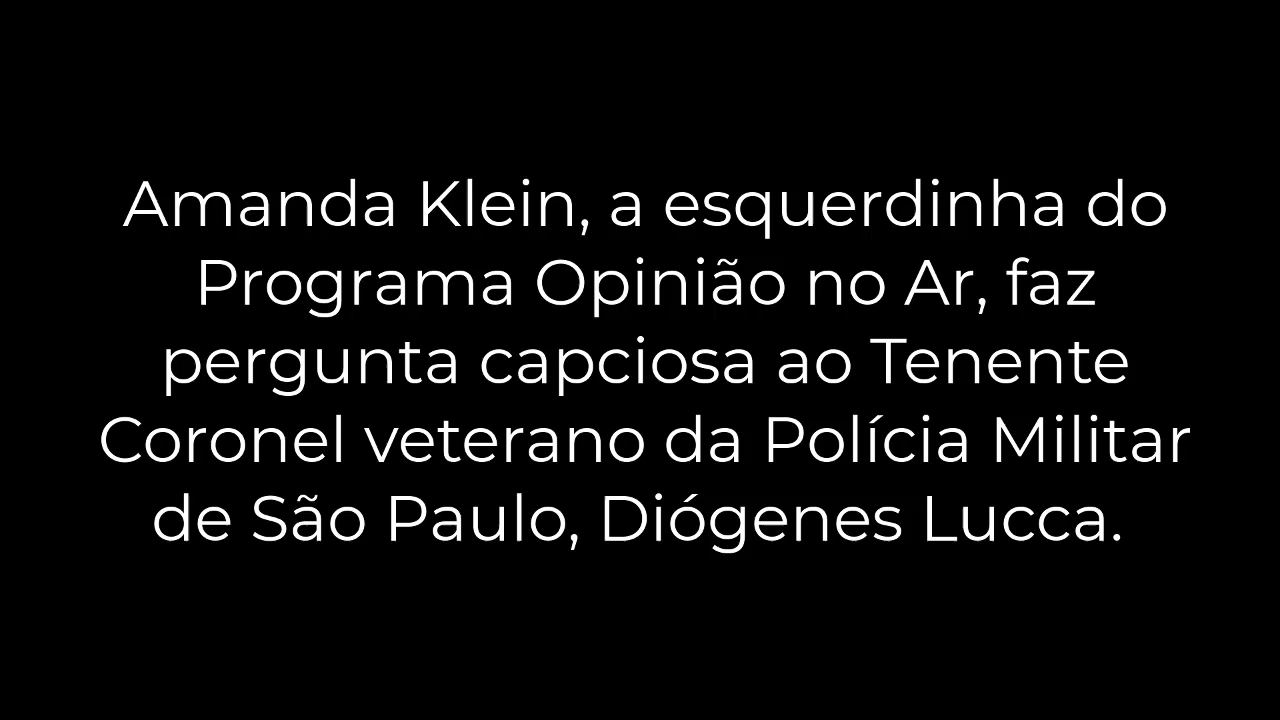 Amanda Klein, a esquerdinha do
Programa Opinião no Ar, faz
pergunta capciosa ao Tenente
Coronel veterano da Polícia Militar
de São Paulo, Diógenes Lucca.